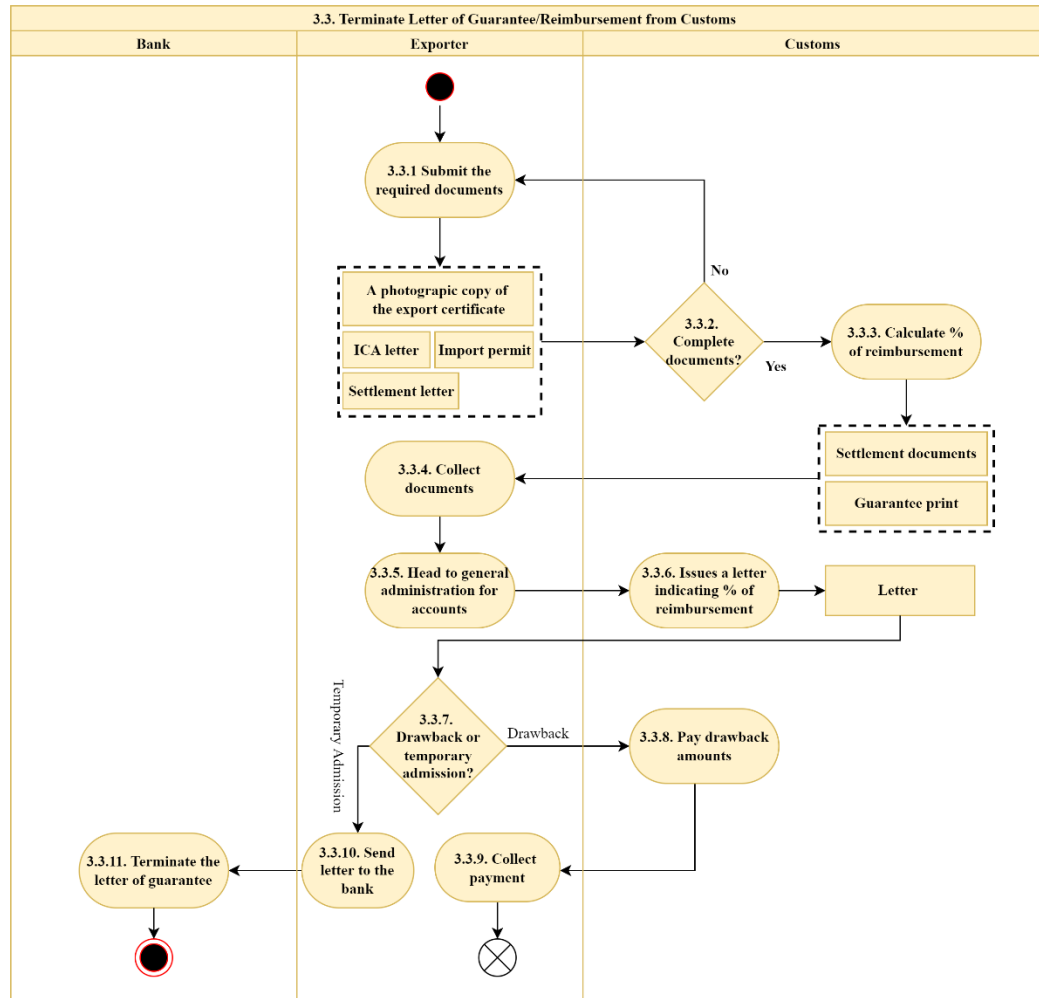 3.3. Terminate Letter of Guarantee/Reimbursement from Customs
Bank
Exporter
Customs
3.3.1 Submit the
required documents
A photograpic copy of
the export certificate
ICA letter
Import permit
Settlement letter
No
3.3.2.
Complete
documents?
Yes
3.3.3. Calculate %
of reimbursement
Settlement documents
Guarantee print
3.3.4. Collect
documents
3.3.5. Head to general
administration for
accounts
3.3.6. Issues a letter
indicating % of
reimbursement
Letter
3.3.7.
Drawback or
temporary
admission?
Temporary Admission
Drawback
3.3.8. Pay drawback
amounts
3.3.11. Terminate the
letter of guarantee
3.3.10. Send
letter to the
bank
3.3.9. Collect
payment